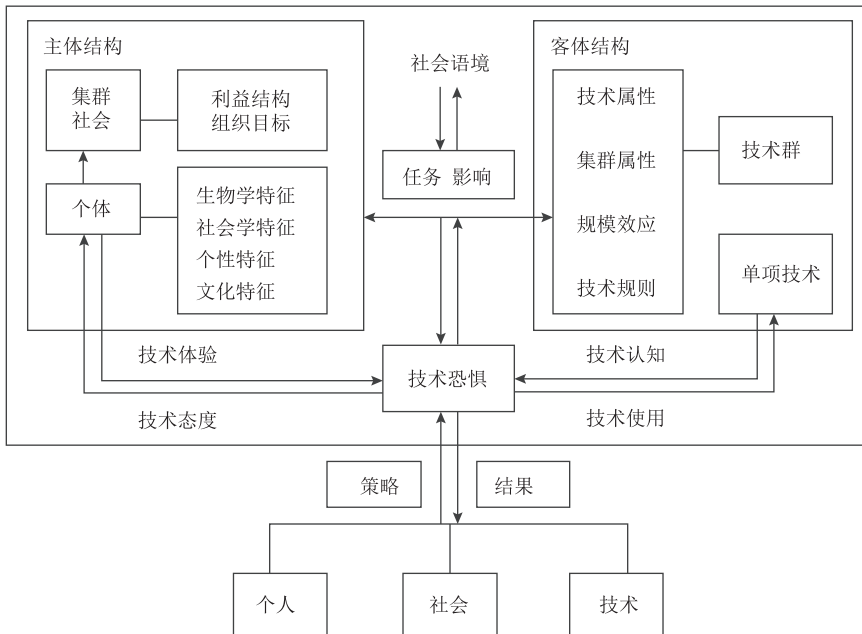 主体结构
集群
社会
利益结构
组织目标
个体
生物学特征
社会学特征
个性特征
文化特征
社会语境
任务 影响
客体结构
技术属性
集群属性
规模效应
技术规则
技术群
单项技术
技术体验
技术恐惧
技术认知
技术态度
技术使用
策略
结果
个人
社会
技术